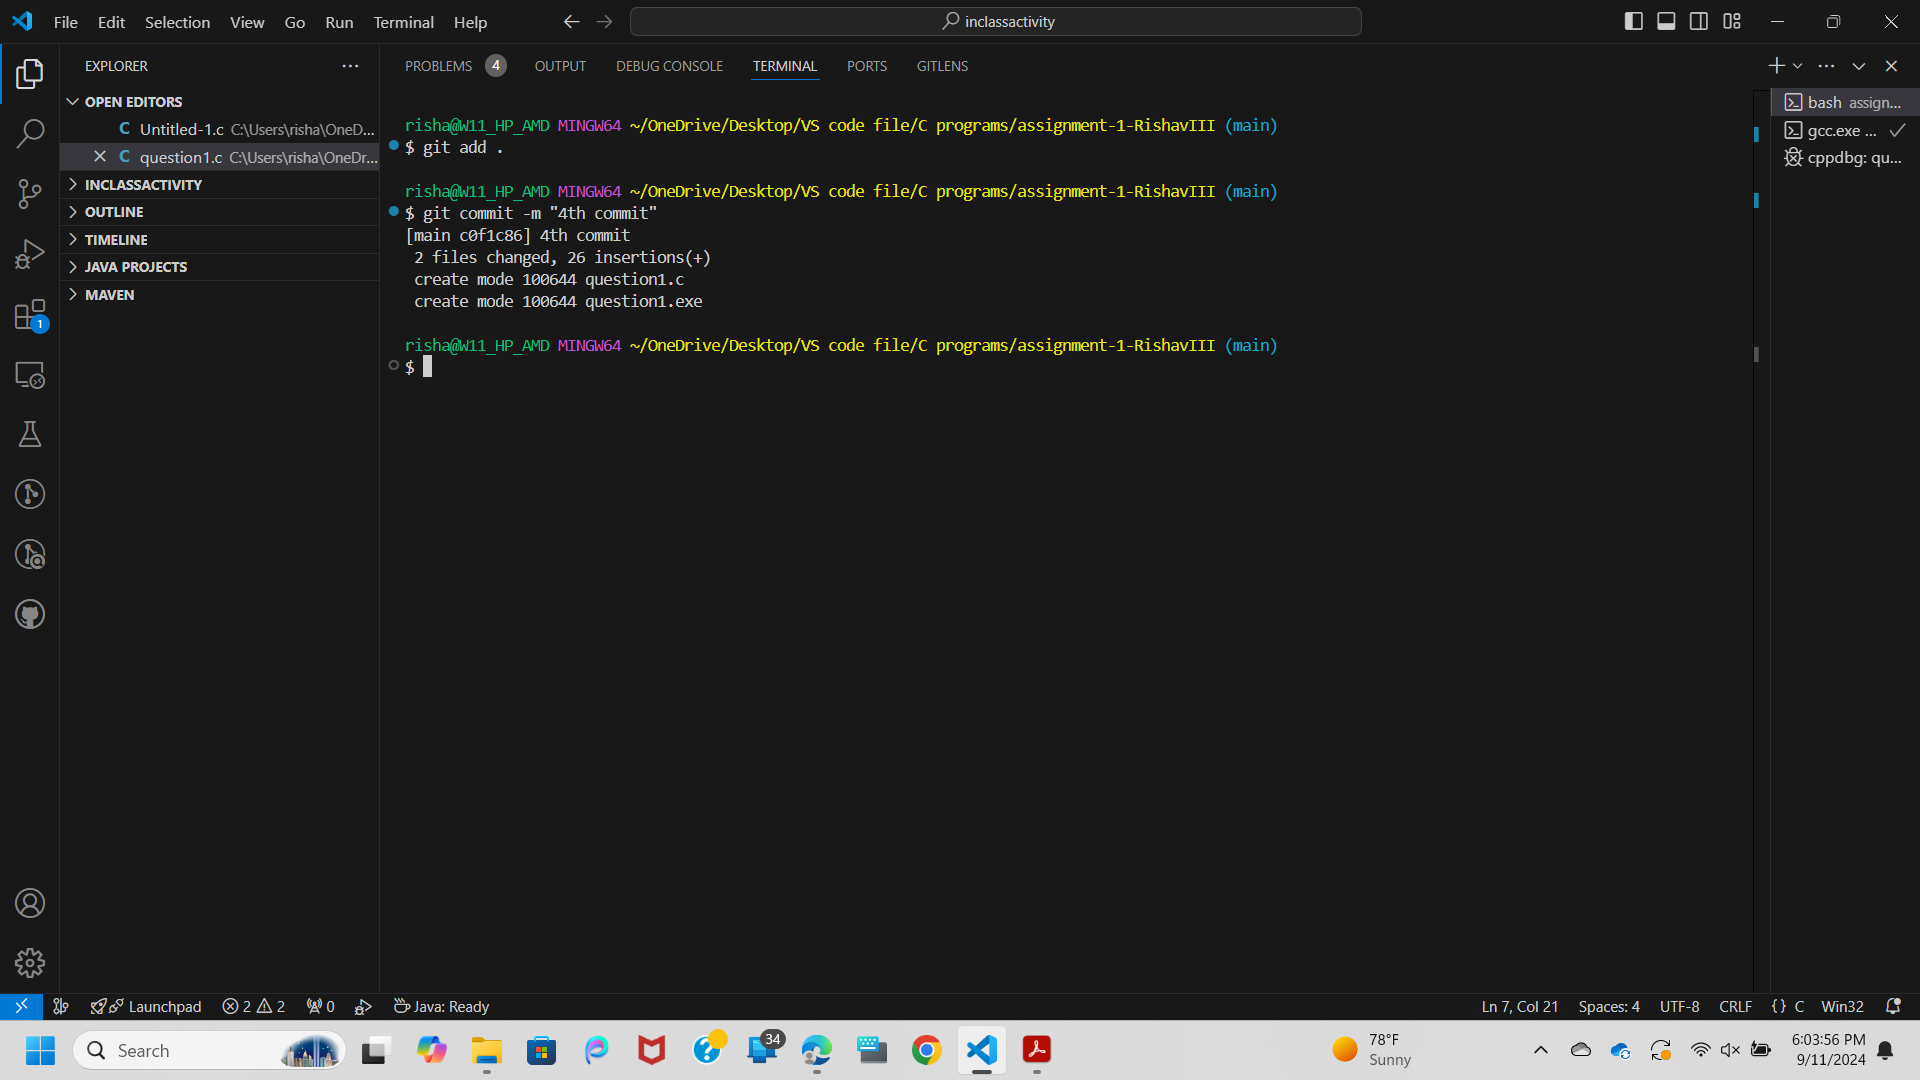 File Edit Selection View Go Run Terminal Help
inclassactivity
EXPLORER
OPEN EDITORS
C Untitled-1.c C:\Users\risha\OneD...
C question1.c C:\Users\risha\OneDr...
INCLASSACTIVITY
OUTLINE
TIMELINE
JAVA PROJECTS
MAVEN
1
PROBLEMS 4 OUTPUT DEBUG CONSOLE TERMINAL PORTS GITLENS
risha@W11_HP_AMD MINGW64 ~/OneDrive/Desktop/VS code file/C programs/assignment-1-RishavIII (main)
$ git add .
risha@W11_HP_AMD MINGW64 ~/OneDrive/Desktop/VS code file/C programs/assignment-1-RishavIII (main)
$ git commit -m "4th commit"
[main c0f1c86] 4th commit
2 files changed, 26 insertions(+)
create mode 100644 question1.c
create mode 100644 question1.exe
risha@W11_HP_AMD MINGW64 ~/OneDrive/Desktop/VS code file/C programs/assignment-1-RishavIII (main)
$
bash assign...
gcc.exe ...
cppdbg: qu...
Launchpad 2 2 0 Java: Ready
Ln 7, Col 21 Spaces: 4 UTF-8 CRLF {} C Win32
Search
34
78°F
Sunny
6:03:56 PM
9/11/2024